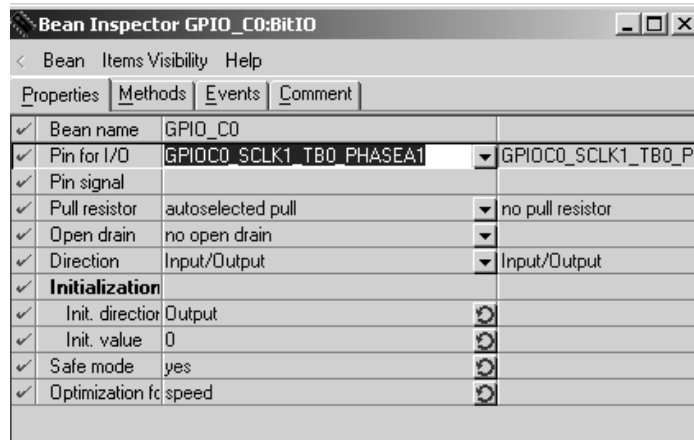 Bean Inspector GPIO_C0:BitIO
< Bean Items Visibility Help
Properties Methods Events Comment
Bean name GPIO_C0
Pin for I/O GPIOC0_SCLK1_TB0_PHASEA1 GPIOC0_SCLK1_TB0_P
Pin signal
Pull resistor autoselected pull no pull resistor
Open drain no open drain
Direction Input/Output Input/Output
Initialization
Init. direction Output
Init. value 0
Safe mode yes
Optimization fo speed